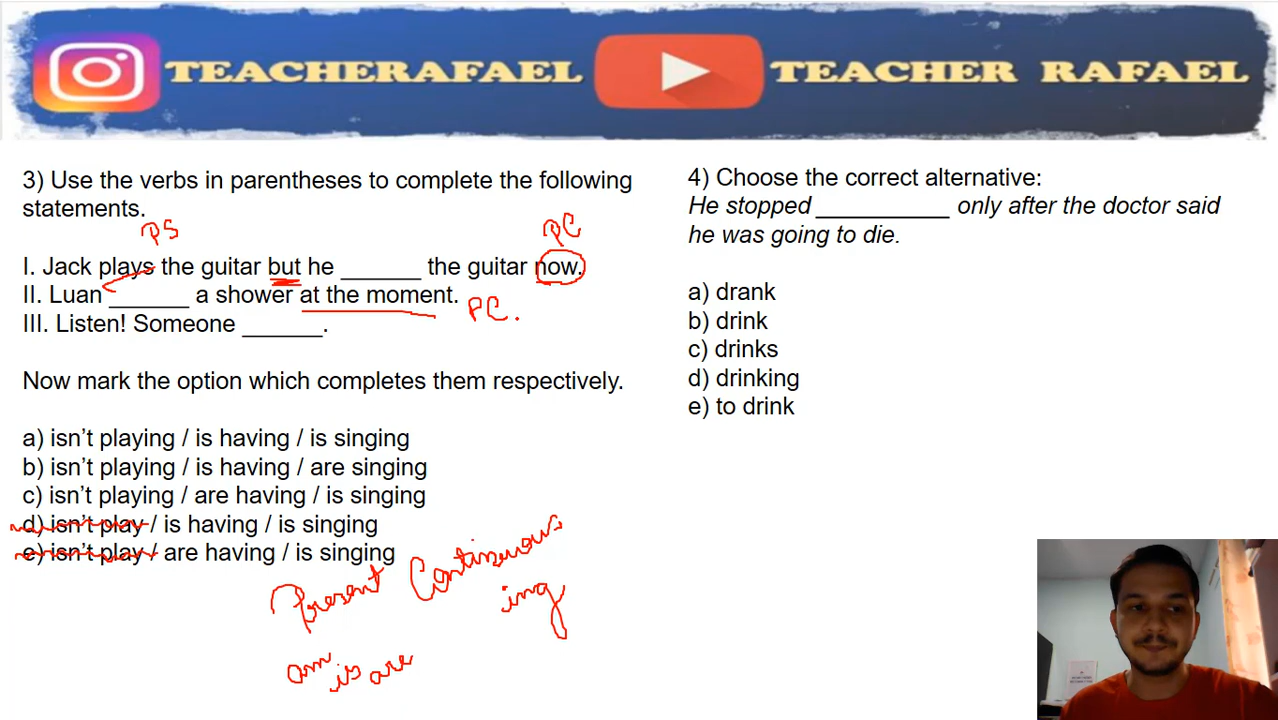 TEACHERAFAEL
TEACHER RAFAEL
3) Use the verbs in parentheses to complete the following
statements.
PS
PC
I. Jack plays the guitar but he ______ the guitar now.
II. Luan ______ a shower at the moment.
PC.
III. Listen! Someone ______.
Now mark the option which completes them respectively.
a) isn’t playing / is having / is singing
b) isn’t playing / is having / are singing
c) isn’t playing / are having / is singing
d) isn’t play / is having / is singing
e) isn’t play / are having / is singing
Present Continuous
ing
am is are
4) Choose the correct alternative:
He stopped __________ only after the doctor said
he was going to die.
a) drank
b) drink
c) drinks
d) drinking
e) to drink